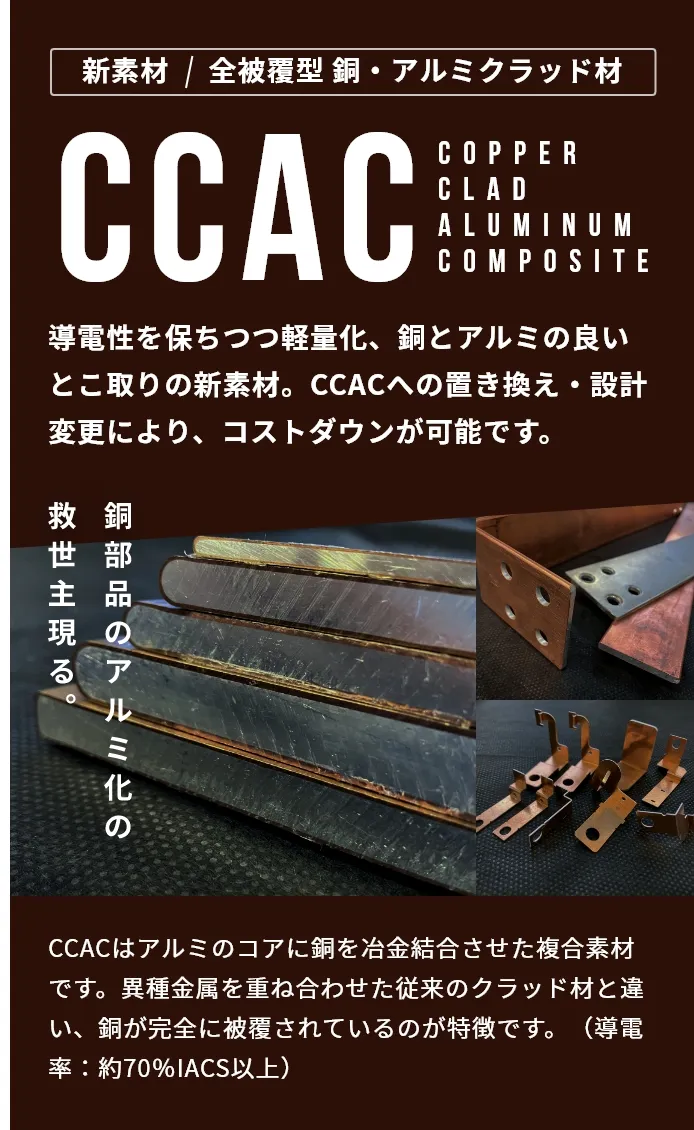 新素材 / 全被覆型 銅・アルミクラッド材
CCAC
COPPER
CLAD
ALUMINUM
COMPOSITE
導電性を保ちつつ軽量化、銅とアルミの良い
とこ取りの新素材。CCACへの置き換え・設計
変更により、コストダウンが可能です。
銅部品のアルミ化の
救世主現る。
CCACはアルミのコアに銅を冶金結合させた複合素材
です。異種金属を重ね合わせた従来のクラッド材と違
い、銅が完全に被覆されているのが特徴です。（導電
率：約70%IACS以上）